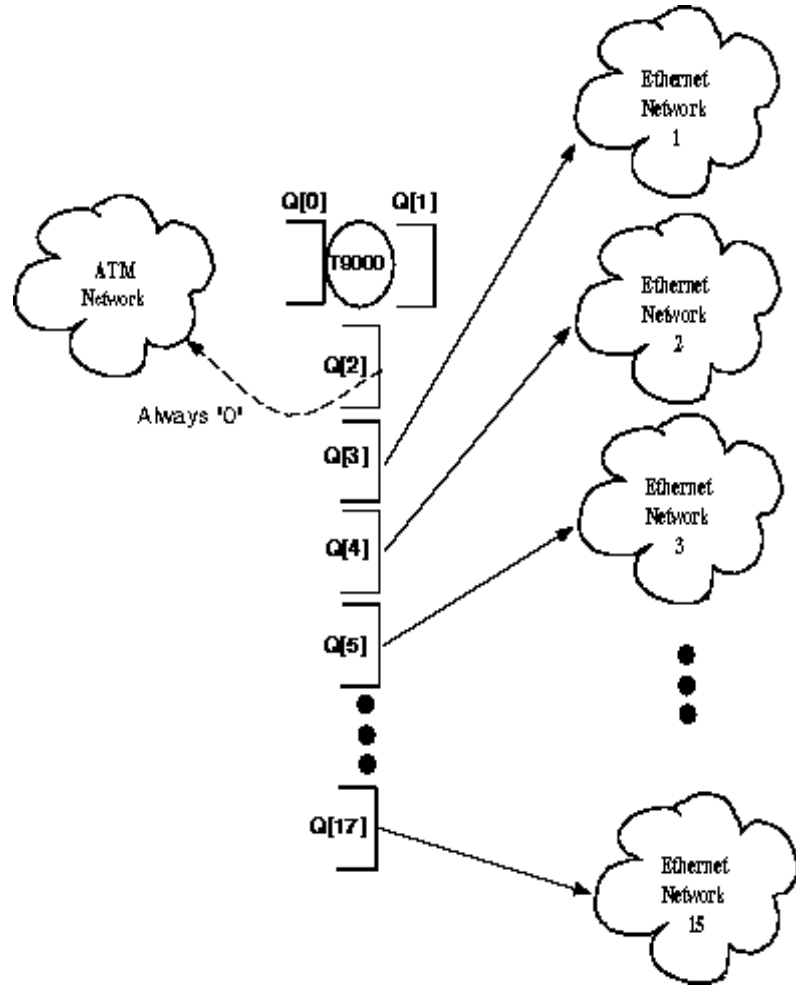 Ethernet
Network
1
Q[0]
Q[1]
T9000
ATM
Network
Ethernet
Network
2
Q[2]
Always "0"
Q[3]
Ethernet
Network
3
Q[4]
Q[5]
Q[17]
Ethernet
Network
15